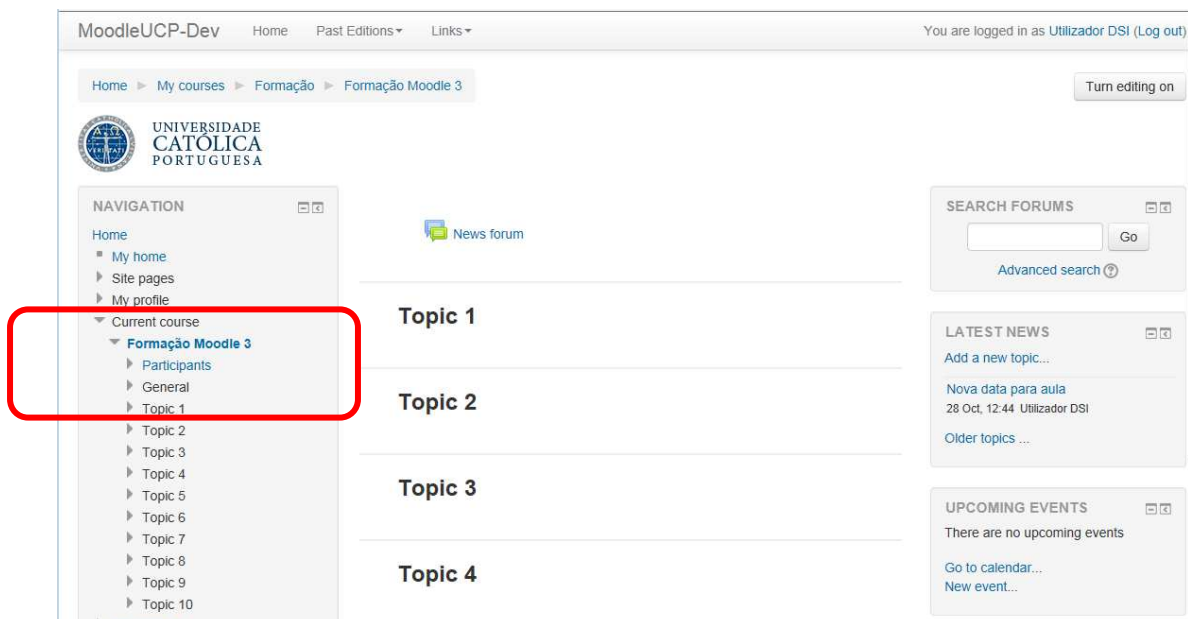 MoodleUCP-Dev Home Past Editions Links You are logged in as Utilizador DSI (Log out)
Home My courses Formação Formação Moodle 3
Turn editing on
UNIVERSIDADE
CATÓLICA
PORTUGUESA
NAVIGATION
Home
My home
Site pages
My profile
Current course
Formação Moodle 3
Participants
General
Topic 1
Topic 2
Topic 3
Topic 4
Topic 5
Topic 6
Topic 7
Topic 8
Topic 9
Topic 10
News forum
Topic 1
Topic 2
Topic 3
Topic 4
SEARCH FORUMS
Go
Advanced search ?
LATEST NEWS
Add a new topic...
Nova data para aula
28 Oct, 12:44 Utilizador DSI
Older topics ...
UPCOMING EVENTS
There are no upcoming events
Go to calendar...
New event...